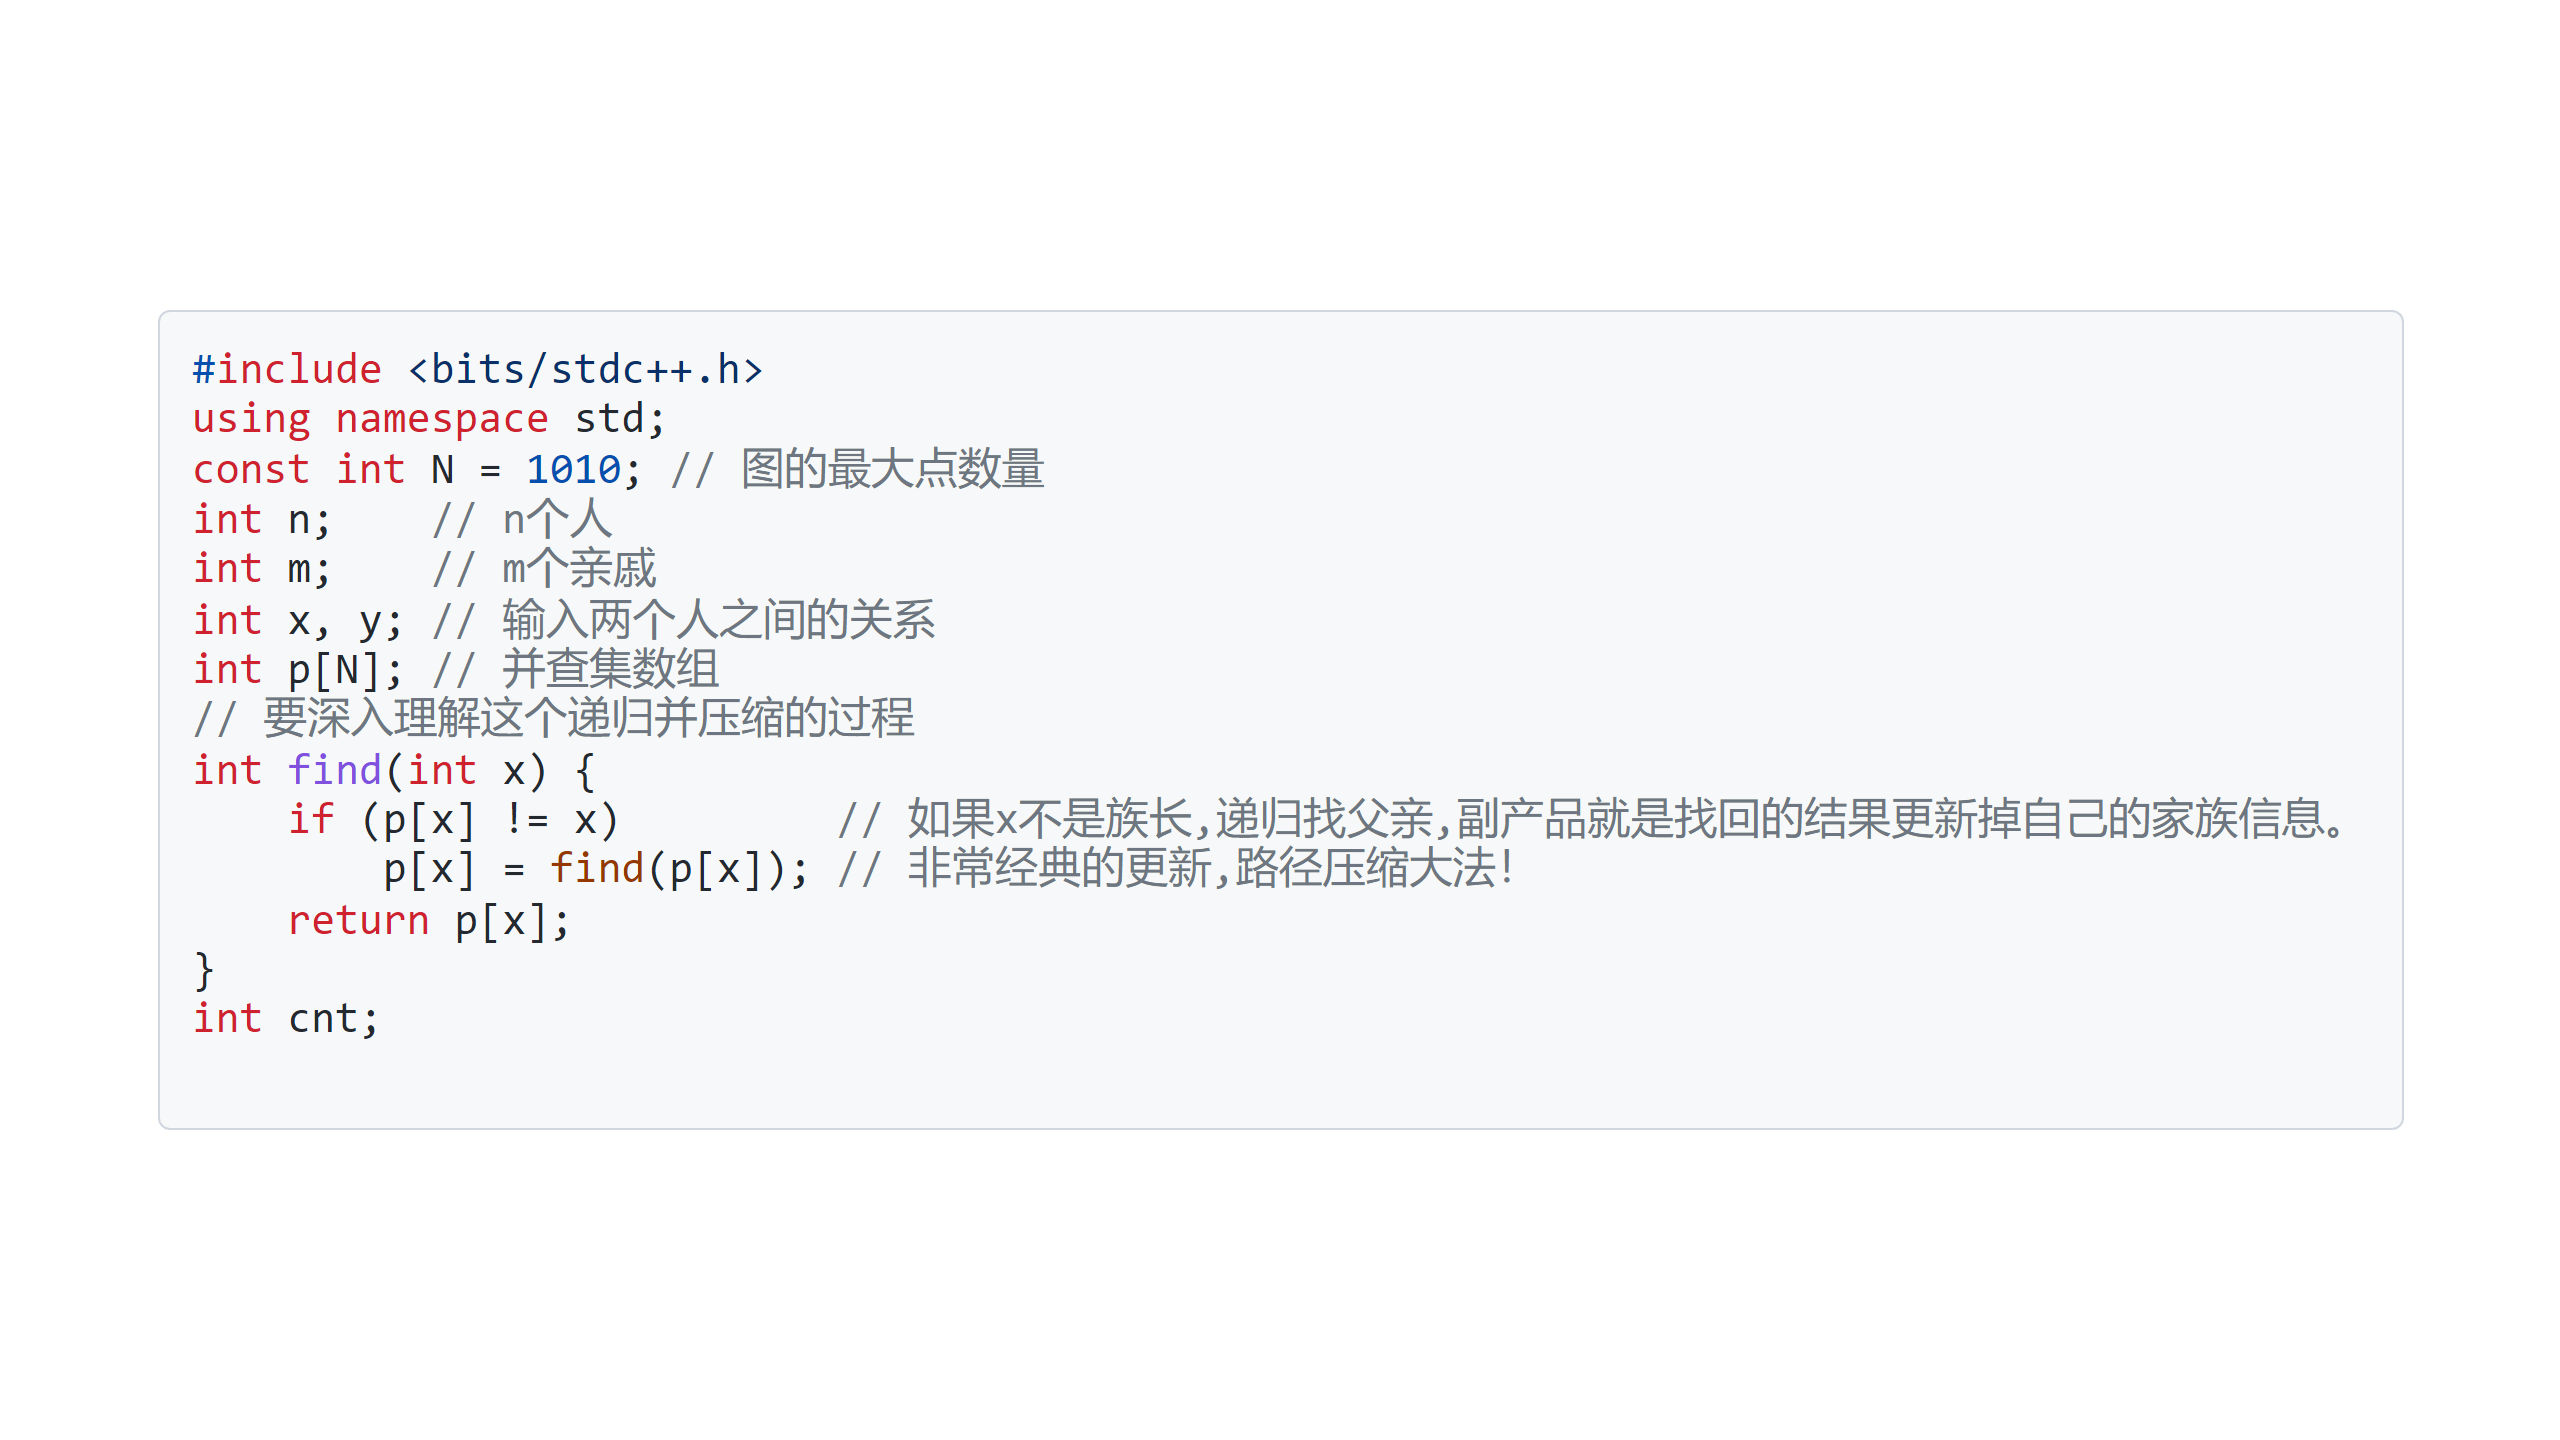 #include <bits/stdc++.h>
using namespace std;
const int N = 1010; // 图的最大点数量
int n;    // n个人
int m;    // m个亲戚
int x, y; // 输入两个人之间的关系
int p[N]; // 并查集数组
// 要深入理解这个递归并压缩的过程
int find(int x) {
    if (p[x] != x)         // 如果x不是族长,递归找父亲,副产品就是找回的结果更新掉自己的家族信息。
        p[x] = find(p[x]); // 非常经典的更新,路径压缩大法!
    return p[x];
}
int cnt;